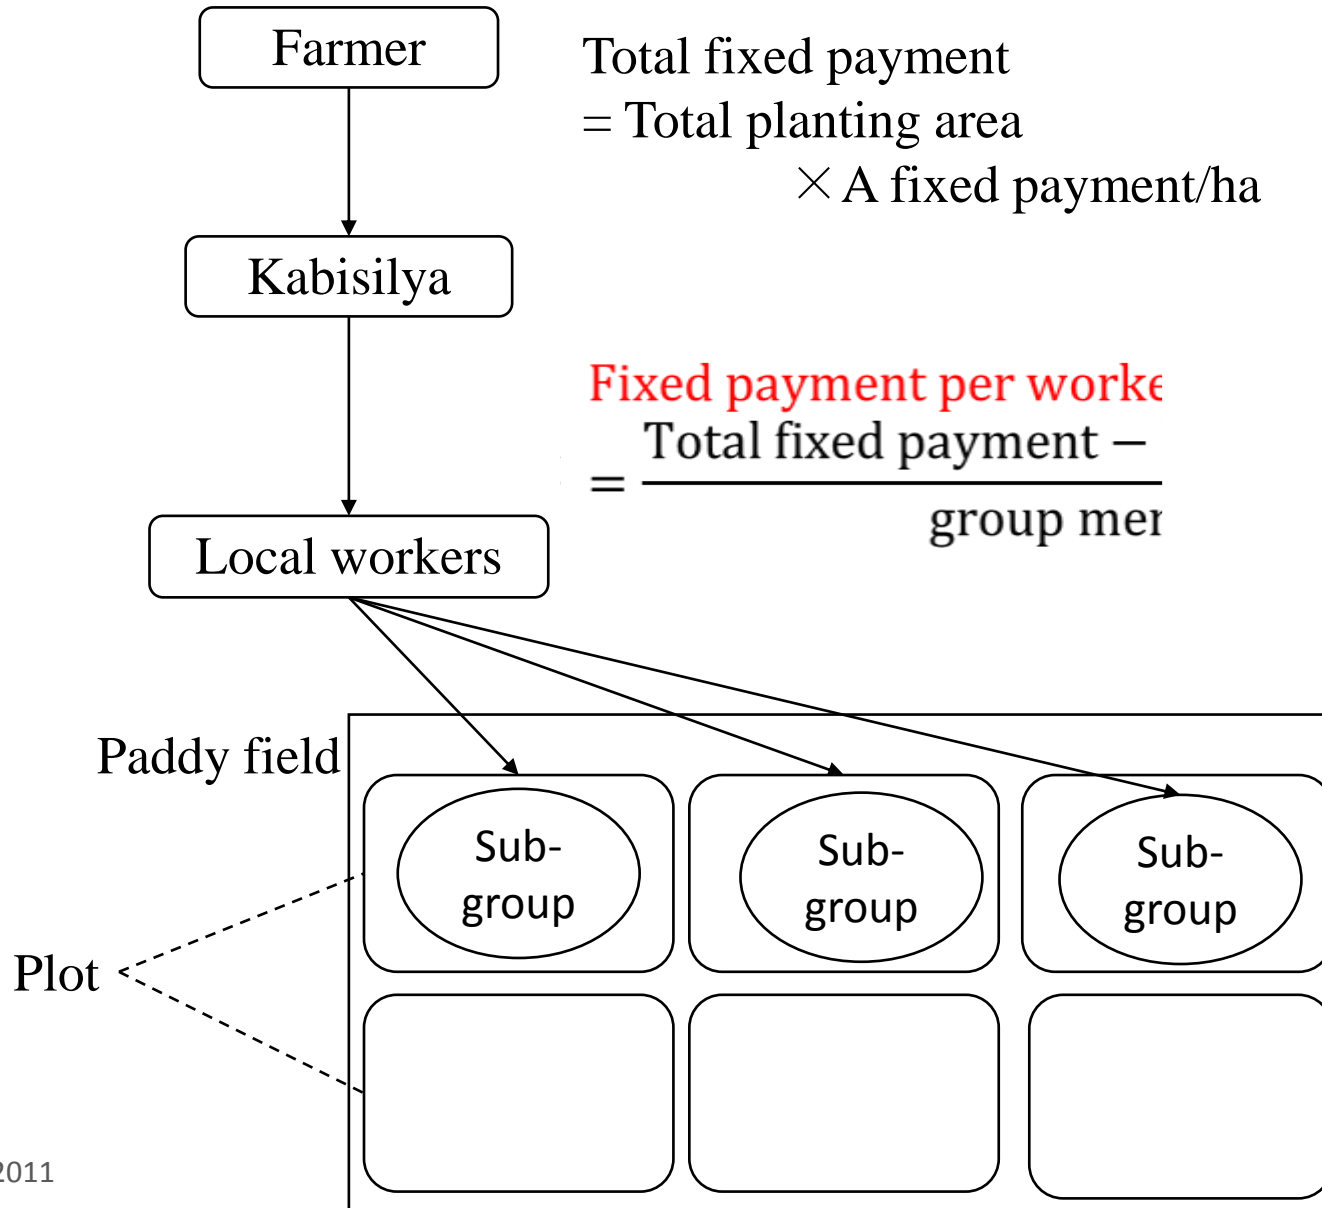 Farmer
Total fixed payment
= Total planting area
× A fixed payment/ha
Kabisilya
Fixed payment per worke
Total fixed payment −
=
group mer
Local workers
Paddy field
Sub-
group
Sub-
group
Sub-
group
Plot
2011